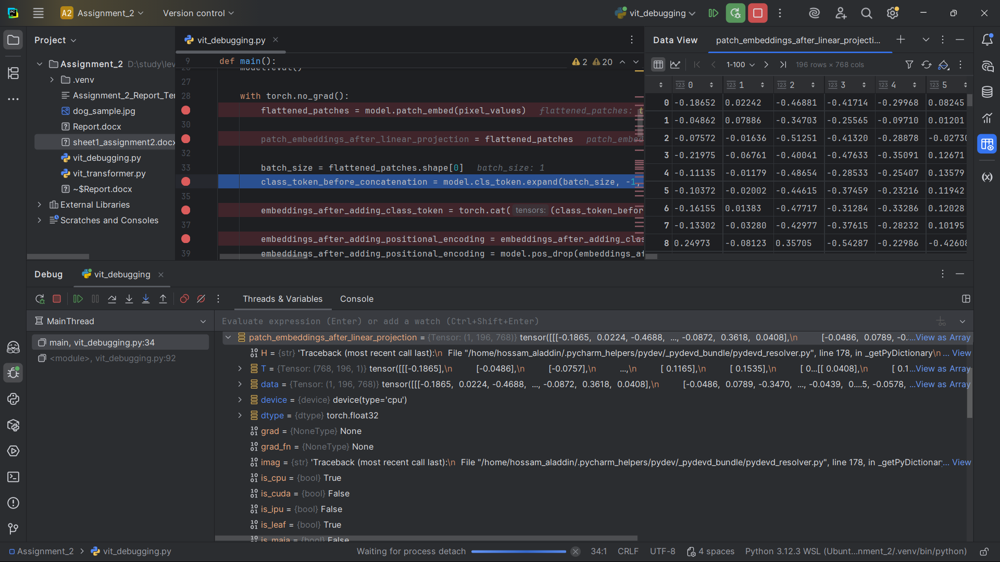 A2 Assignment_2
Version control
vit_debugging
Project
Assignment_2 D:\study\lev
.venv
Assignment_2_Report_Ter
dog_sample.jpg
Report.docx
sheet1_assignment2.docx
vit_debugging.py
vit_transformer.py
~$Report.docx
External Libraries
Scratches and Consoles
vit_debugging.py
9 def main():
2 20
model.eval()
27
28 with torch.no_grad():
flattened_patches = model.patch_embed(pixel_values) flattened_patches: t
30
patch_embeddings_after_linear_projection = flattened_patches patch_embed
32
33 batch_size = flattened_patches.shape[0] batch_size: 1
class_token_before_concatenation = model.cls_token.expand(batch_size, -1,
35
embeddings_after_adding_class_token = torch.cat( tensors: (class_token_befor
37
embeddings_after_adding_positional_encoding = embeddings_after_adding_clas
39 embeddings_after_adding_positional_encoding = model.pos_drop(embeddings_af
Data View patch_embeddings_after_linear_projecti...
1-100 196 rows × 768 cols
123 0 123 1 123 2 123 3 123 4 123 5
0 -0.18652 0.02242 -0.46881 -0.41714 -0.29968 0.08245
1 -0.04862 0.07886 -0.34703 -0.25565 -0.09710 0.01201
2 -0.07572 -0.01636 -0.51251 -0.41320 -0.28878 -0.02730
3 -0.21975 -0.06761 -0.40041 -0.47633 -0.35091 0.12671
4 -0.11135 -0.01179 -0.48654 -0.28533 -0.25407 0.13579
5 -0.10372 -0.02002 -0.44615 -0.37459 -0.23216 0.11942
6 -0.16155 0.01383 -0.47717 -0.31284 -0.33286 0.12028
7 -0.13302 -0.03280 -0.42977 -0.37615 -0.28232 0.10195
8 0.24973 -0.08123 0.35705 -0.54287 -0.22986 -0.42608
Debug vit_debugging
Threads & Variables Console
MainThread
main, vit_debugging.py:34
<module>, vit_debugging.py:92
Evaluate expression (Enter) or add a watch (Ctrl+Shift+Enter)
patch_embeddings_after_linear_projection = {Tensor: (1, 196, 768)} tensor([[[-0.1865, 0.0224, -0.4688, ..., -0.0872, 0.3618, 0.0408],\n [-0.0486, 0.0789, -0.:...View as Array
H = {str} 'Traceback (most recent call last):\n File "/home/hossam_aladdin/.pycharm_helpers/pydev/_pydevd_bundle/pydevd_resolver.py", line 178, in _getPyDictionary\n ... View
T = {Tensor: (768, 196, 1)} tensor([[[-0.1865],\n [-0.0486],\n [-0.0757],\n ...,\n [ 0.1165],\n [ 0.1535],\n [ 0...[[ 0.0408],\n [ 0.1...View as Array
data = {Tensor: (1, 196, 768)} tensor([[[-0.1865, 0.0224, -0.4688, ..., -0.0872, 0.3618, 0.0408],\n [-0.0486, 0.0789, -0.3470, ..., -0.0439, 0....5, -0.0578, ...View as Array
device = {device} device(type='cpu')
dtype = {dtype} torch.float32
grad = {NoneType} None
grad_fn = {NoneType} None
imag = {str} 'Traceback (most recent call last):\n File "/home/hossam_aladdin/.pycharm_helpers/pydev/_pydevd_bundle/pydevd_resolver.py", line 178, in _getPyDictionary... View
is_cpu = {bool} True
is_cuda = {bool} False
is_ipu = {bool} False
is_leaf = {bool} True
is_maia = {bool} False
Assignment_2 > vit_debugging.py
Waiting for process detach
34:1 CRLF UTF-8 4 spaces Python 3.12.3 WSL (Ubunt...nment_2/.venv/bin/python)